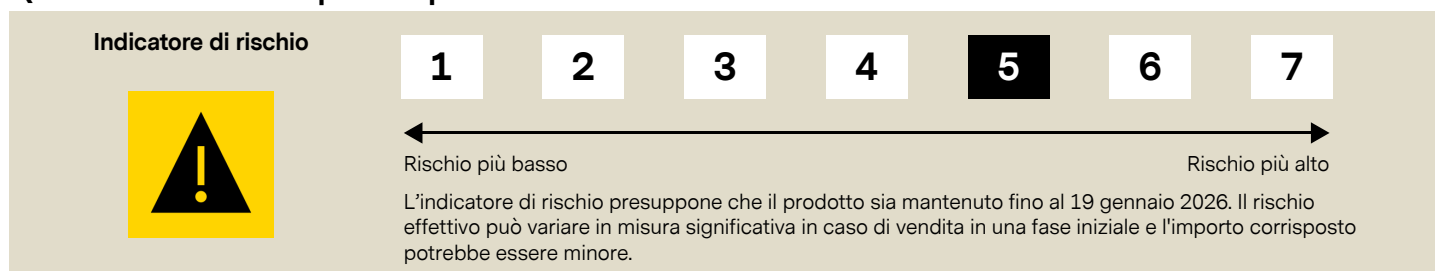 Indicatore di rischio
1 2 3 4 5 6 7
Rischio più basso
Rischio più alto
L'indicatore di rischio presuppone che il prodotto sia mantenuto fino al 19 gennaio 2026. Il rischio
effettivo può variare in misura significativa in caso di vendita in una fase iniziale e l'importo corrisposto
potrebbe essere minore.